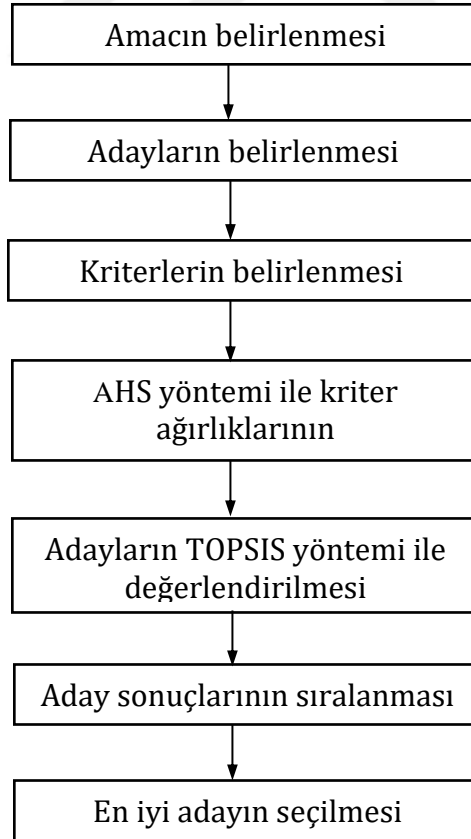 Amacın belirlenmesi
Adayların belirlenmesi
Kriterlerin belirlenmesi
AHS yöntemi ile kriter
ağırlıklarının
Adayların TOPSIS yöntemi ile
değerlendirilmesi
Aday sonuçlarının sıralanması
En iyi adayın seçilmesi